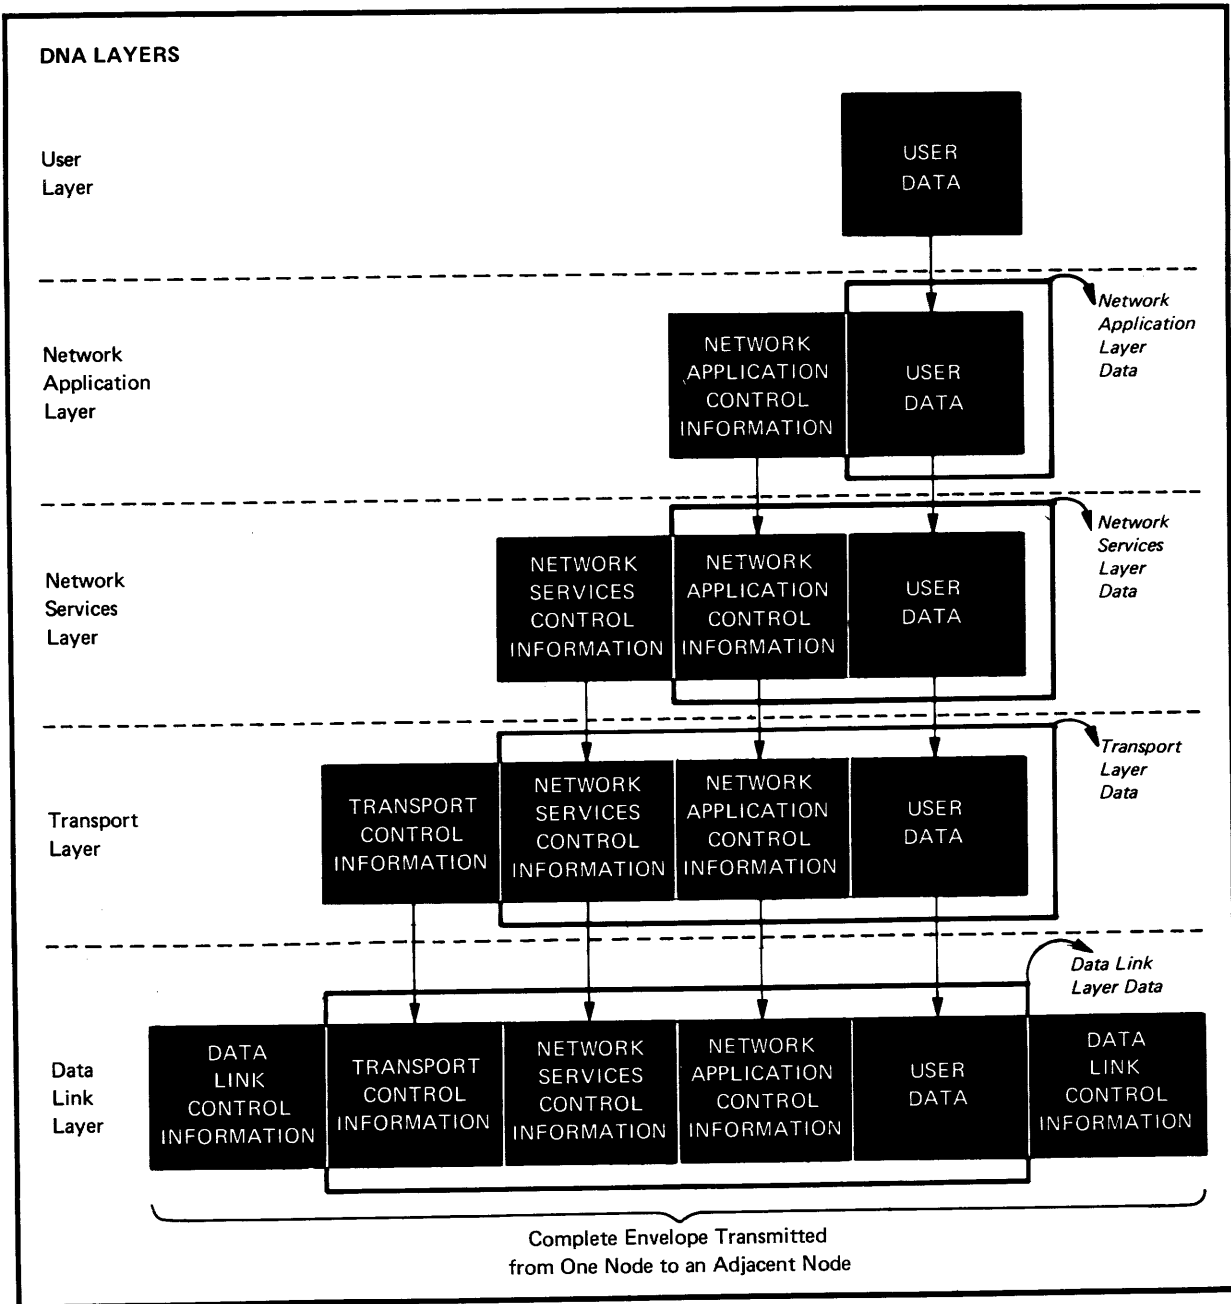 DNA LAYERS
User
Layer
USER
DATA
Network
Application
Layer
NETWORK
APPLICATION
CONTROL
INFORMATION
USER
DATA
Network
Application
Layer
Data
Network
Services
Layer
NETWORK
SERVICES
CONTROL
INFORMATION
NETWORK
APPLICATION
CONTROL
INFORMATION
USER
DATA
Network
Services
Layer
Data
Transport
Layer
TRANSPORT
CONTROL
INFORMATION
NETWORK
SERVICES
CONTROL
INFORMATION
NETWORK
APPLICATION
CONTROL
INFORMATION
USER
DATA
Transport
Layer
Data
Data
Link
Layer
DATA
LINK
CONTROL
INFORMATION
TRANSPORT
CONTROL
INFORMATION
NETWORK
SERVICES
CONTROL
INFORMATION
NETWORK
APPLICATION
CONTROL
INFORMATION
USER
DATA
DATA
LINK
CONTROL
INFORMATION
Data Link
Layer Data
Complete Envelope Transmitted
from One Node to an Adjacent Node